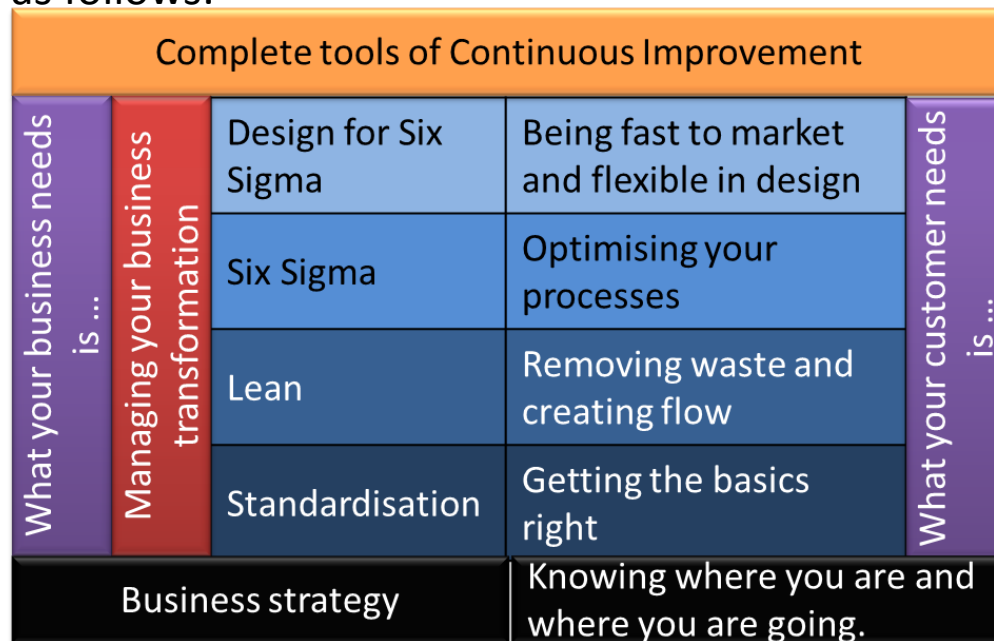 as follows:
Complete tools of Continuous Improvement
What your business needs
is ...
Managing your business
transformation
Design for Six
Sigma
Being fast to market
and flexible in design
Six Sigma
Optimising your
processes
Lean
Removing waste and
creating flow
Standardisation
Getting the basics
right
What your customer needs
is ...
Business strategy
Knowing where you are and
where you are going.